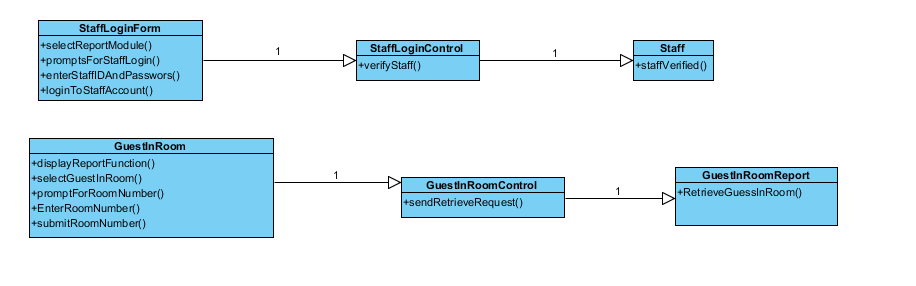 StaffLoginForm
+selectReportModule()
+promptsForStaffLogin()
+enterStaffIDAndPasswors()
+loginToStaffAccount()
1
StaffLoginControl
+verifyStaff()
1
Staff
+staffVerified()
GuestInRoom
+displayReportFunction()
+selectGuestInRoom()
+promptForRoomNumber()
+EnterRoomNumber()
+submitRoomNumber()
1
GuestInRoomControl
+sendRetrieveRequest()
1
GuestInRoomReport
+RetrieveGuessInRoom()